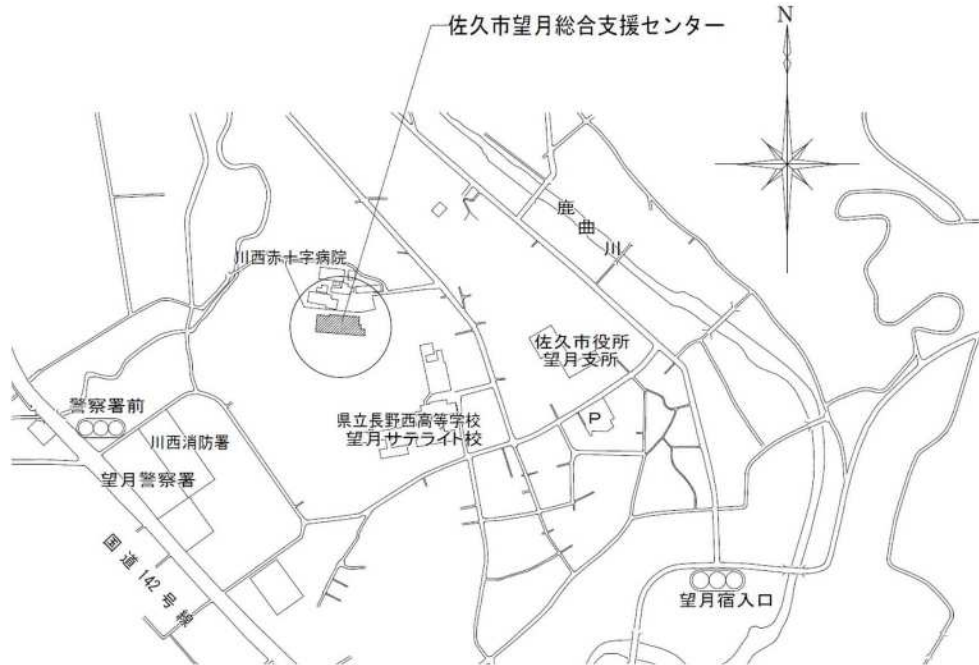 佐久市望月総合支援センター
N
鹿曲川
川西赤十字病院
佐久市役所
望月支所
警察署前
県立長野西高等学校
望月サテライト校
P
川西消防署
望月警察署
国道142号線
望月宿入口